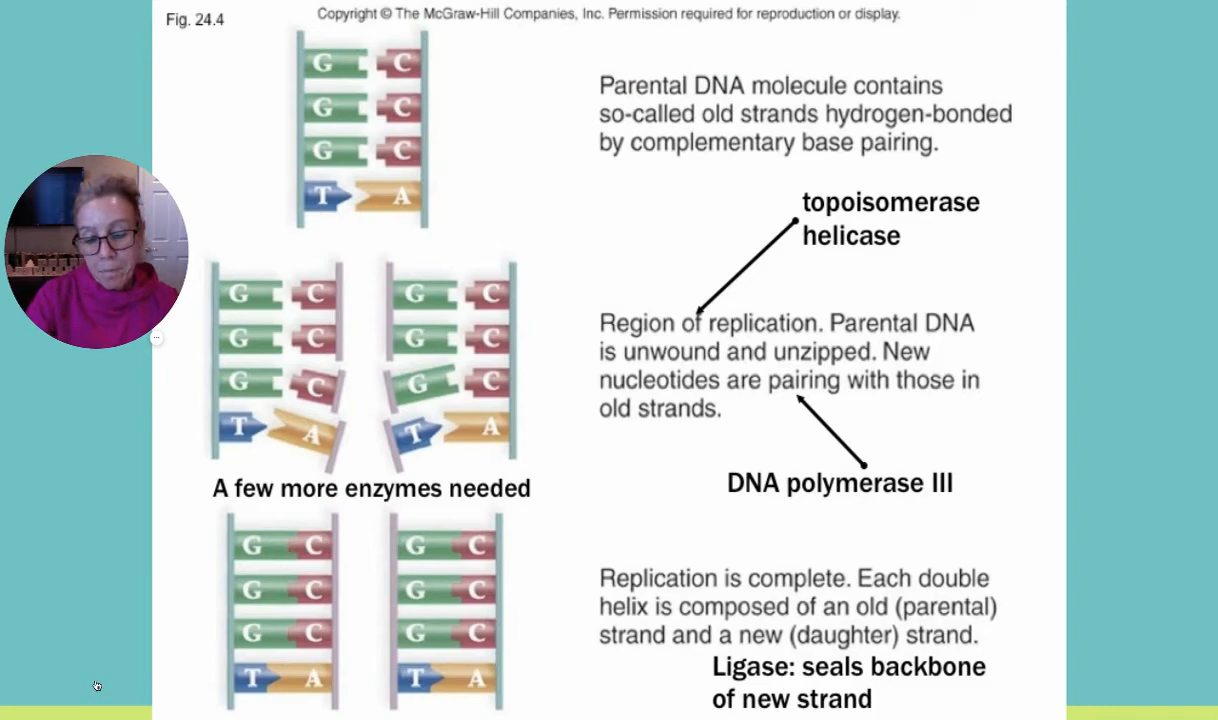 Fig. 24.4
Copyright © The McGraw-Hill Companies, Inc. Permission required for reproduction or display.
G C
G C
G C
T A
Parental DNA molecule contains
so-called old strands hydrogen-bonded
by complementary base pairing.
topoisomerase
helicase
G C G C
G C G C
G C G C
T A T A
Region of replication. Parental DNA
is unwound and unzipped. New
nucleotides are pairing with those in
old strands.
A few more enzymes needed
DNA polymerase III
G C G C
G C G C
G C G C
T A T A
Replication is complete. Each double
helix is composed of an old (parental)
strand and a new (daughter) strand.
Ligase: seals backbone
of new strand